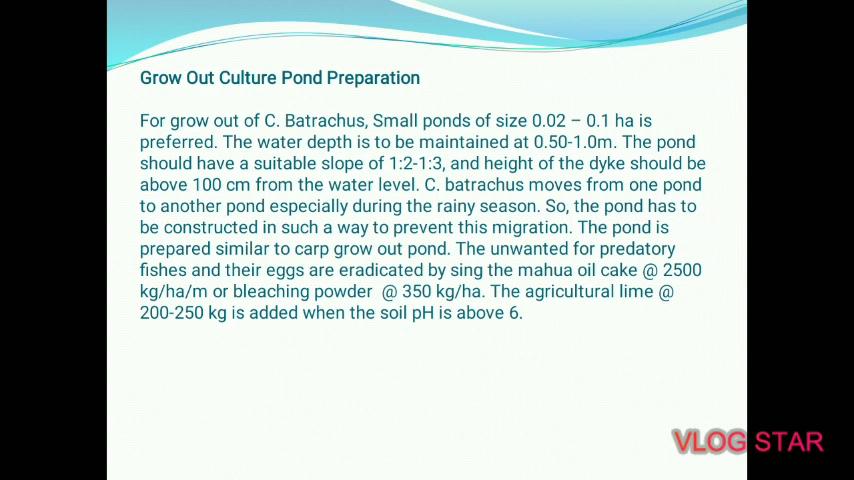 Grow Out Culture Pond Preparation
For grow out of C. Batrachus, Small ponds of size 0.02 – 0.1 ha is
preferred. The water depth is to be maintained at 0.50-1.0m. The pond
should have a suitable slope of 1:2-1:3, and height of the dyke should be
above 100 cm from the water level. C. batrachus moves from one pond
to another pond especially during the rainy season. So, the pond has to
be constructed in such a way to prevent this migration. The pond is
prepared similar to carp grow out pond. The unwanted for predatory
fishes and their eggs are eradicated by sing the mahua oil cake @ 2500
kg/ha/m or bleaching powder  @ 350 kg/ha. The agricultural lime @
200-250 kg is added when the soil pH is above 6.
VLOG STAR